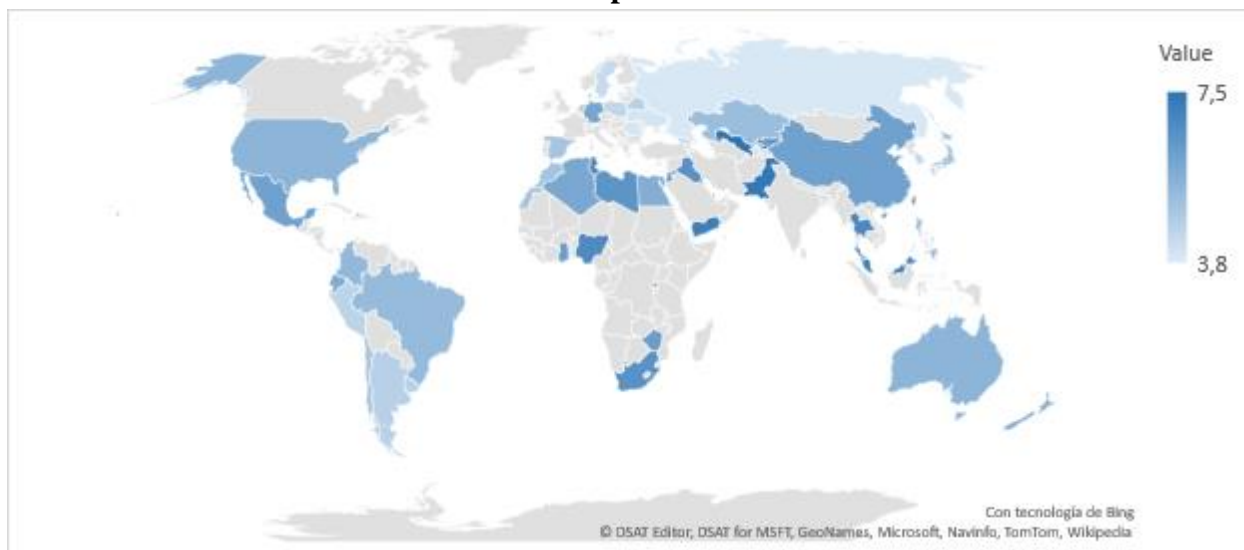 Value
7,5
3,8
Con tecnología de Bing
© DSAT Editor, DSAT for MSFT, GeoNames, Microsoft, Navinfo, TomTom, Wikipedia